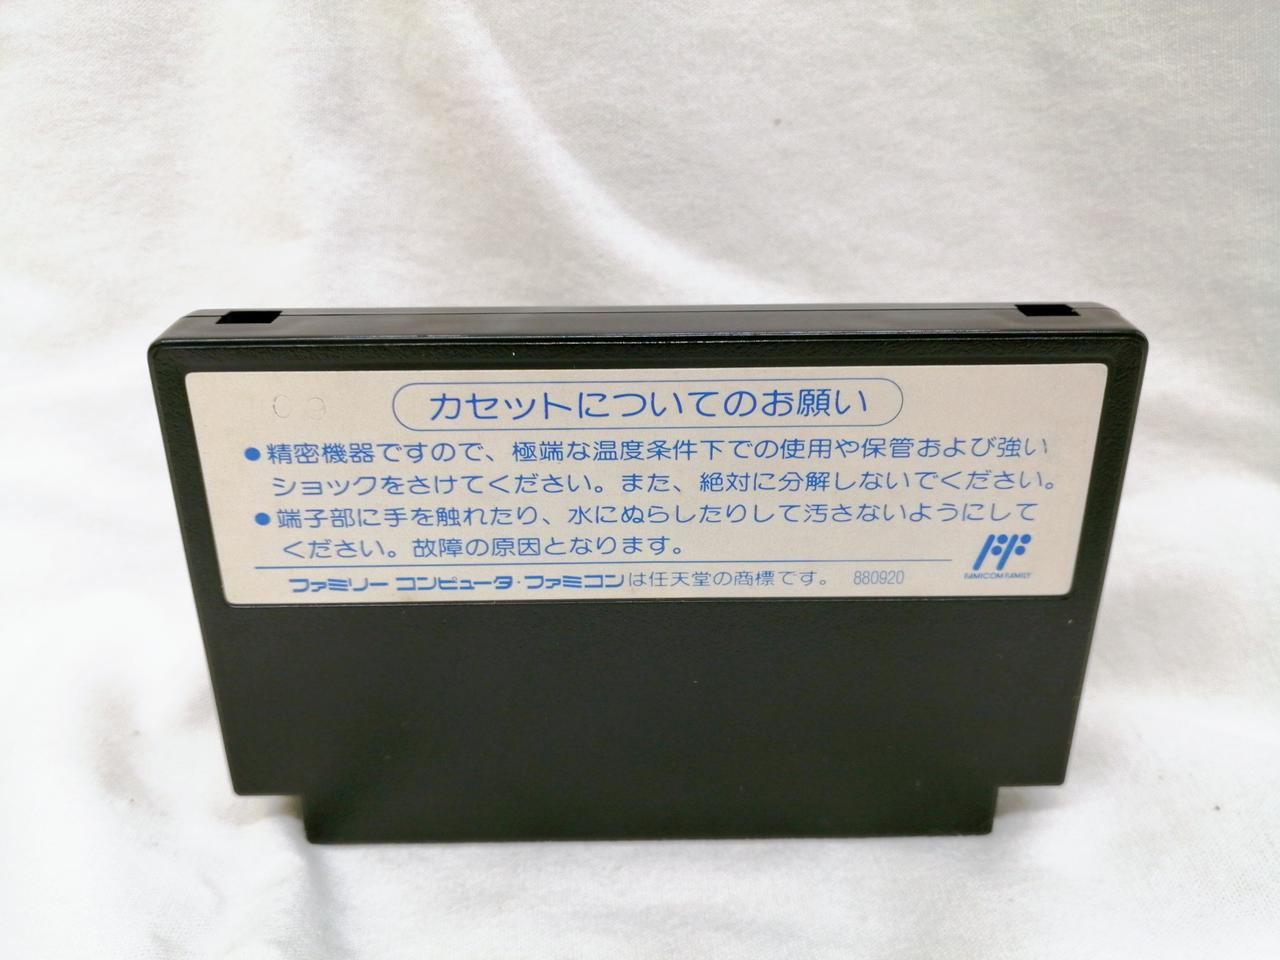 カセットについてのお願い
●精密機器ですので、極端な温度条件下での使用や保管および強い
ショックをさけてください。また、絶対に分解しないでください。
●端子部に手を触れたり、水にぬらしたりして汚さないようにして
ください。故障の原因となります。
ファミリーコンピュータ・ファミコンは任天堂の商標です。 880920
FAMICOM FAMILY